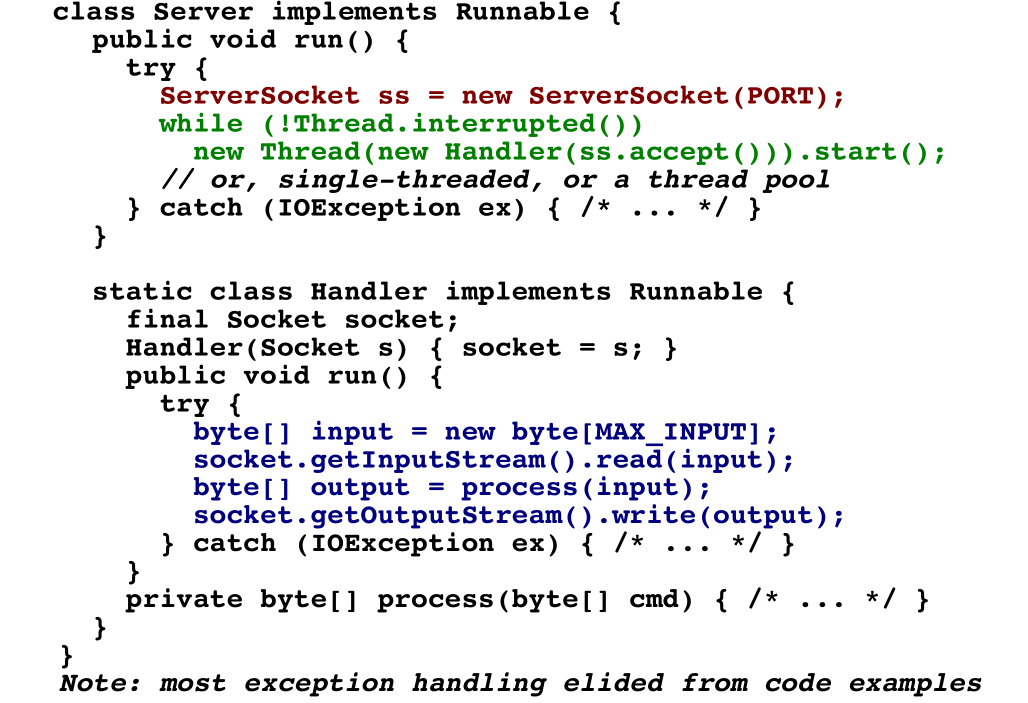 class Server implements Runnable {
public void run() {
try {
ServerSocket ss = new ServerSocket(PORT);
while (!Thread.interrupted())
new Thread(new Handler(ss.accept())).start();
// or, single-threaded, or a thread pool
} catch (IOException ex) { /* ... */ }
}
static class Handler implements Runnable {
final Socket socket;
Handler(Socket s) { socket = s; }
public void run() {
try {
byte[] input = new byte[MAX_INPUT];
socket.getInputStream().read(input);
byte[] output = process(input);
socket.getOutputStream().write(output);
} catch (IOException ex) { /* ... */ }
}
private byte[] process(byte[] cmd) { /* ... */ }
}
}
Note: most exception handling elided from code examples